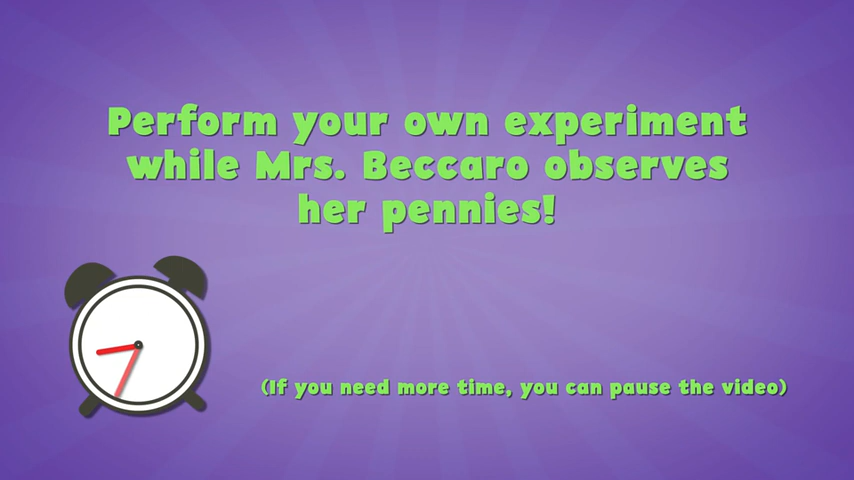 Perform your own experiment
while Mrs. Beccaro observes
her pennies!
(If you need more time, you can pause the video)